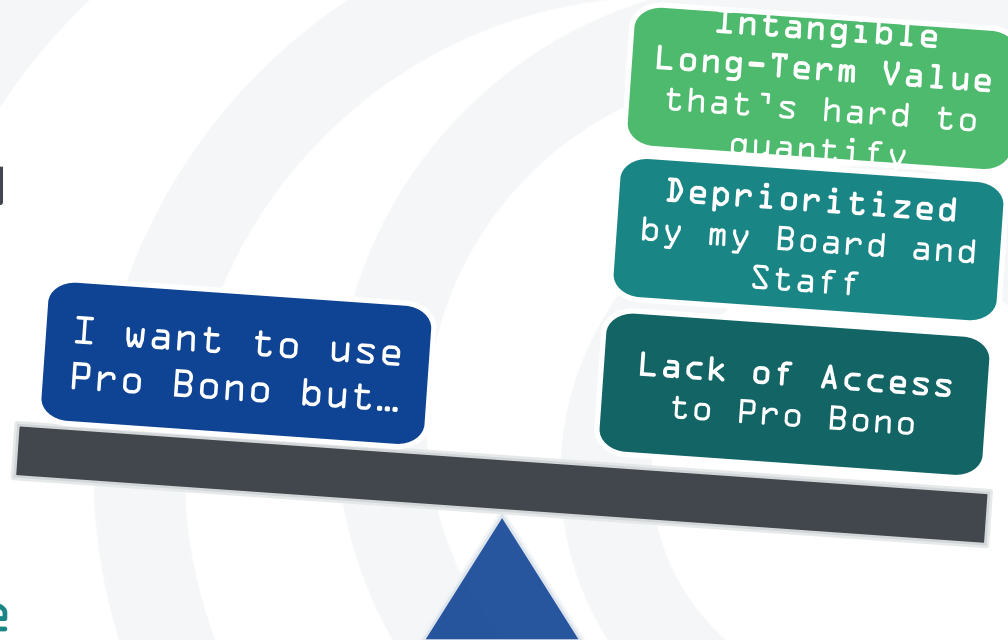 Intangible
Long-Term Value
that's hard to
quantify
Deprioritized
by my Board and
Staff
I want to use
Pro Bono but…
Lack of Access
to Pro Bono
e